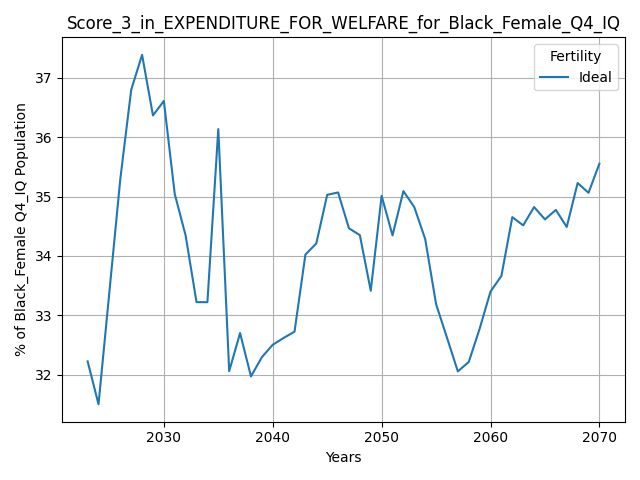 Score_3_in_EXPENDITURE_FOR_WELFARE_for_Black_Female_Q4_IQ
Fertility
Ideal
% of Black_Female Q4_IQ Population
37
36
35
34
33
32
2030
2040
2050
2060
2070
Years